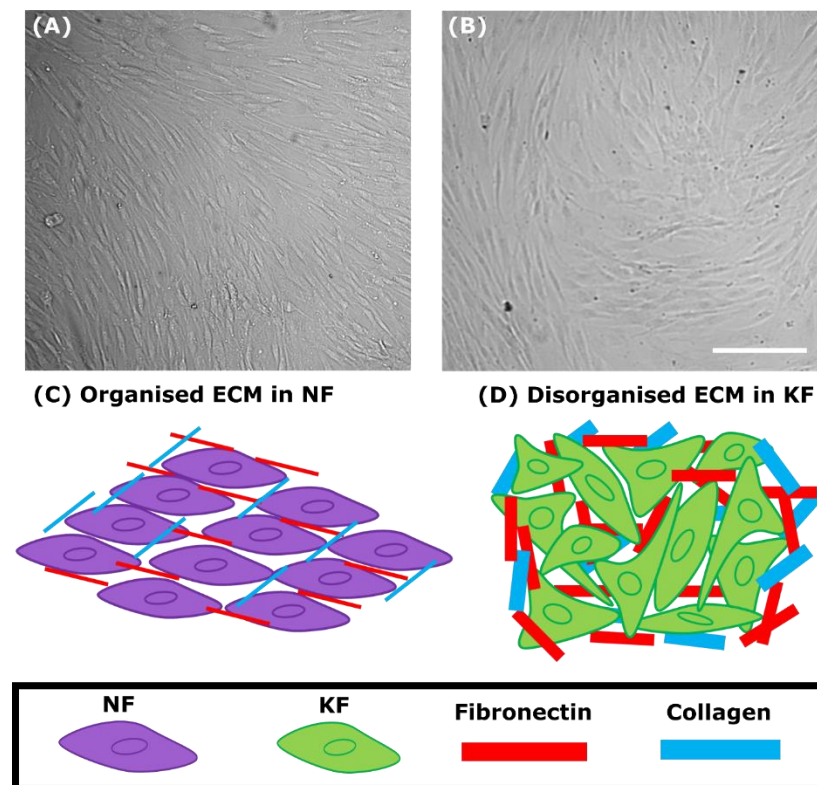 (A)
(B)
(C) Organised ECM in NF
(D) Disorganised ECM in KF
NF
KF
Fibronectin
Collagen